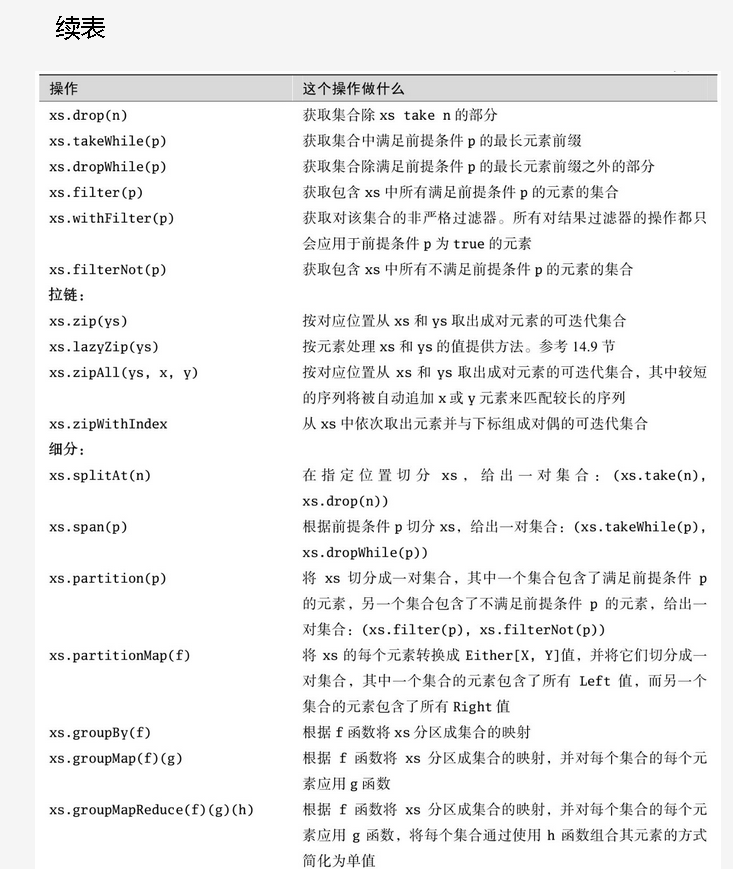 续表
操作 这个操作做什么
xs.drop(n) 获取集合除 xs take n 的部分
xs.takeWhile(p) 获取集合中满足前提条件 p 的最长元素前缀
xs.dropWhile(p) 获取集合除满足前提条件 p 的最长元素前缀之外的部分
xs.filter(p) 获取包含 xs 中所有满足前提条件 p 的元素的集合
xs.withFilter(p) 获取对该集合的非严格过滤器。所有对结果过滤器的操作都只
会应用于前提条件 p 为 true 的元素
xs.filterNot(p) 获取包含 xs 中所有不满足前提条件 p 的元素的集合
拉链：
xs.zip(ys) 按对应位置从 xs 和 ys 取出成对元素的可迭代集合
xs.lazyZip(ys) 按元素处理 xs 和 ys 的值提供方法。参考 14.9 节
xs.zipAll(ys, x, y) 按对应位置从 xs 和 ys 取出成对元素的可迭代集合，其中较短
的序列将被自动追加 x 或 y 元素来匹配较长的序列
xs.zipWithIndex 从 xs 中依次取出元素并与下标组成对偶的可迭代集合
细分：
xs.splitAt(n) 在指定位置切分 xs，给出一对集合：(xs.take(n),
xs.drop(n))
xs.span(p) 根据前提条件 p 切分 xs，给出一对集合：(xs.takeWhile(p),
xs.dropWhile(p))
xs.partition(p) 将 xs 切分成一对集合，其中一个集合包含了满足前提条件 p
的元素，另一个集合包含了不满足前提条件 p 的元素，给出一
对集合：(xs.filter(p), xs.filterNot(p))
xs.partitionMap(f) 将 xs 的每个元素转换成 Either[X, Y]值，并将它们切分成一
对集合，其中一个集合的元素包含了所有 Left 值，而另一个
集合的元素包含了所有 Right 值
xs.groupBy(f) 根据 f 函数将 xs 分区成集合的映射
xs.groupMap(f)(g) 根据 f 函数将 xs 分区成集合的映射，并对每个集合的每个元
素应用 g 函数
xs.groupMapReduce(f)(g)(h) 根据 f 函数将 xs 分区成集合的映射，并对每个集合的每个元
素应用 g 函数，将每个集合通过使用 h 函数组合其元素的方式
简化为单值